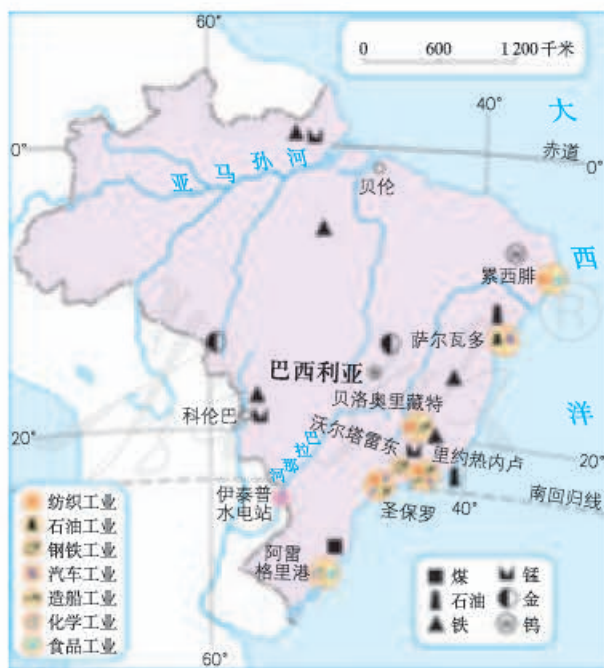 60°
0
600
1 200千米
40°
大
西
洋
0°
赤道
0°
亚马孙河
贝伦
累西腓
萨尔瓦多
巴西利亚
贝洛奥里藏特
科伦巴
沃尔塔雷东
里约热内卢
20°
20°
巴拉那河
伊泰普
水电站
圣保罗
40°
南回归线
阿雷
格里港
60°
纺织工业
石油工业
钢铁工业
汽车工业
造船工业
化学工业
食品工业
煤
锰
石油
金
铁
钨